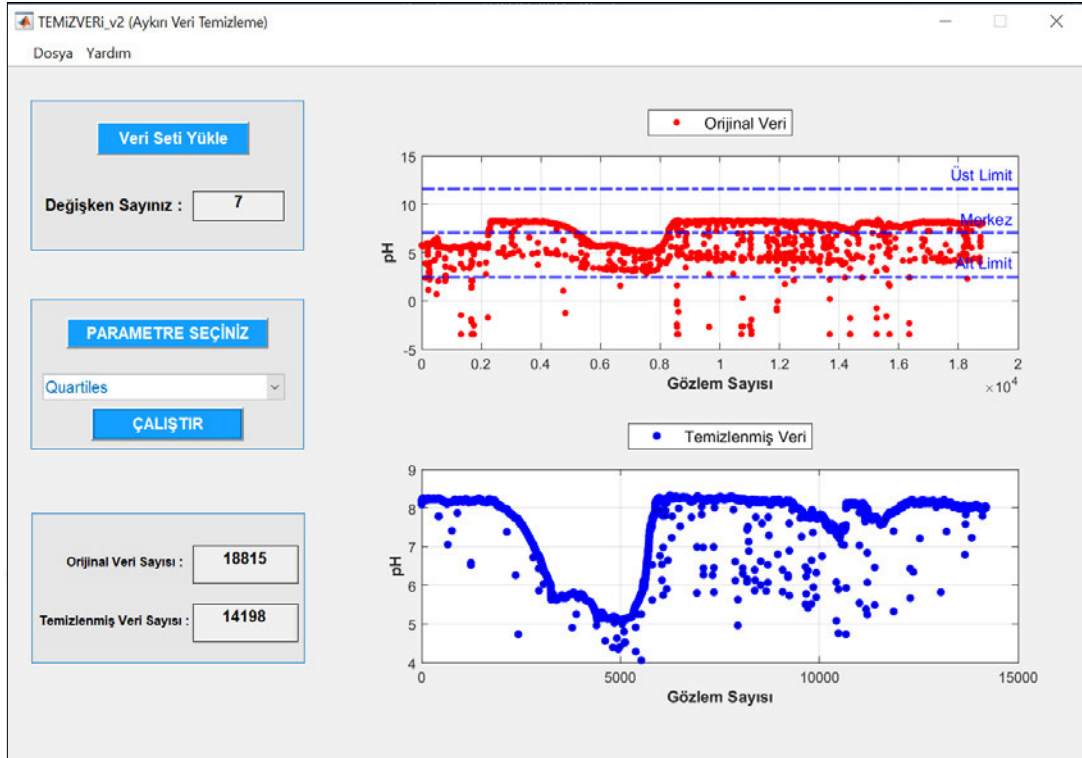 TEMiZVERi_v2 (Aykırı Veri Temizleme)
Dosya Yardım
Veri Seti Yükle
Değişken Sayınız : 7
PARAMETRE SEÇİNİZ
Quartiles
ÇALIŞTIR
Orijinal Veri Sayısı : 18815
Temizlenmiş Veri Sayısı : 14198
Orijinal Veri
15
10
5
0
-5
pH
Üst Limit
Merkez
Alt Limit
0 0.2 0.4 0.6 0.8 1 1.2 1.4 1.6 1.8 2
Gözlem Sayısı
×10^4
Temizlenmiş Veri
9
8
7
6
5
4
pH
0 5000 10000 15000
Gözlem Sayısı